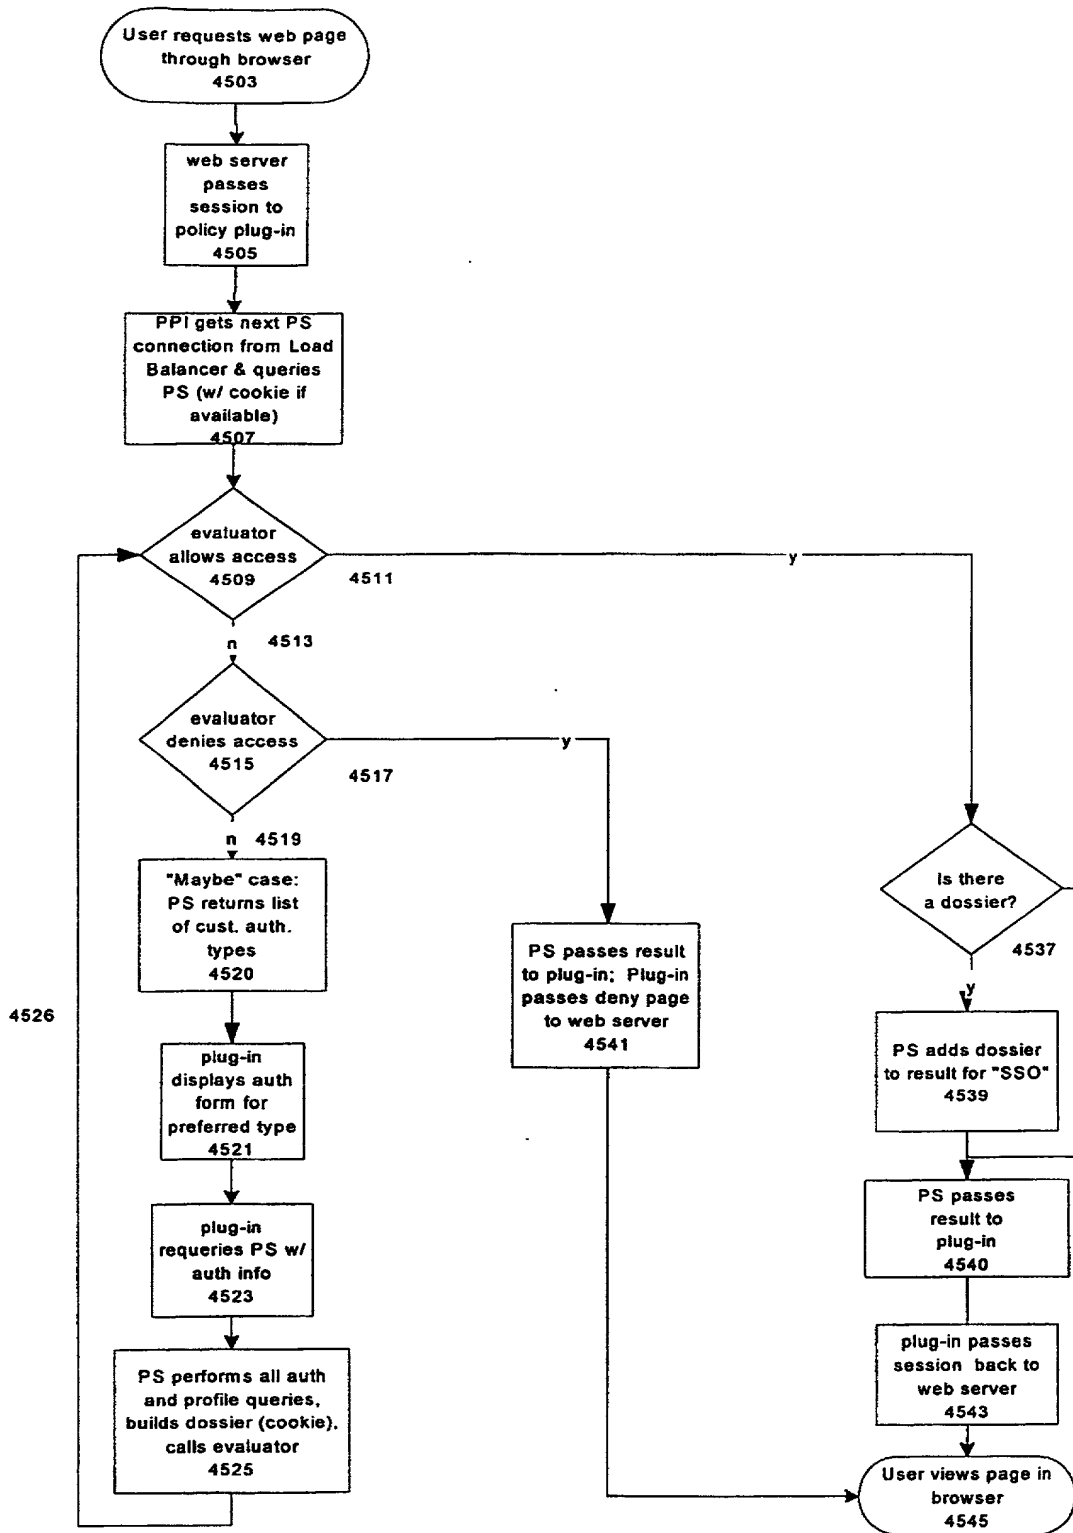 User requests web page
through browser
4503
web server
passes
session to
policy plug-in
4505
PPI gets next PS
connection from Load
Balancer & queries
PS (w/ cookie if
available)
4507
evaluator
allows access
4509
4511
y
n
4513
evaluator
denies access
4515
4517
y
n
4519
"Maybe" case:
PS returns list
of cust. auth.
types
4520
plug-in
displays auth
form for
preferred type
4521
plug-in
requeries PS w/
auth info
4523
PS performs all auth
and profile queries,
builds dossier (cookie),
calls evaluator
4525
4526
PS passes result
to plug-in; Plug-in
passes deny page
to web server
4541
Is there
a dossier?
4537
y
PS adds dossier
to result for "SSO"
4539
PS passes
result to
plug-in
4540
plug-in passes
session back to
web server
4543
User views page in
browser
4545